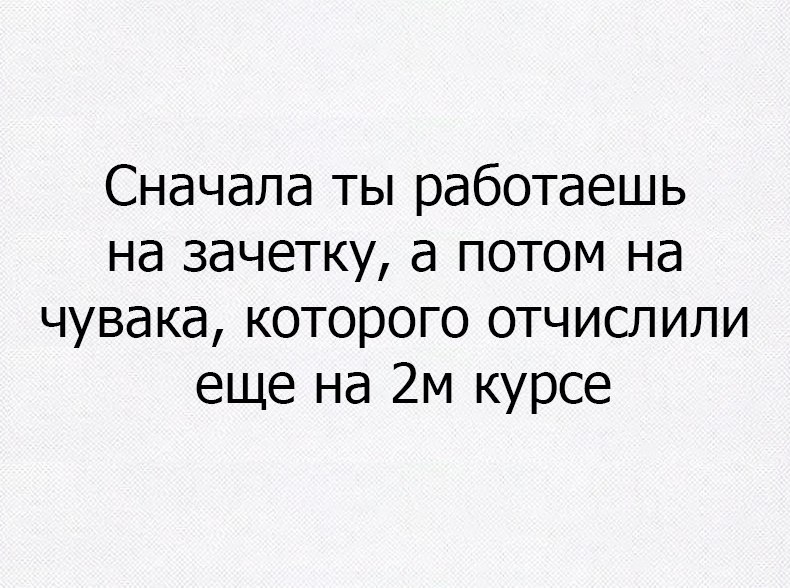 Сначала ты работаешь
на зачетку, а потом на
чувака, которого отчислили
еще на 2м курсе